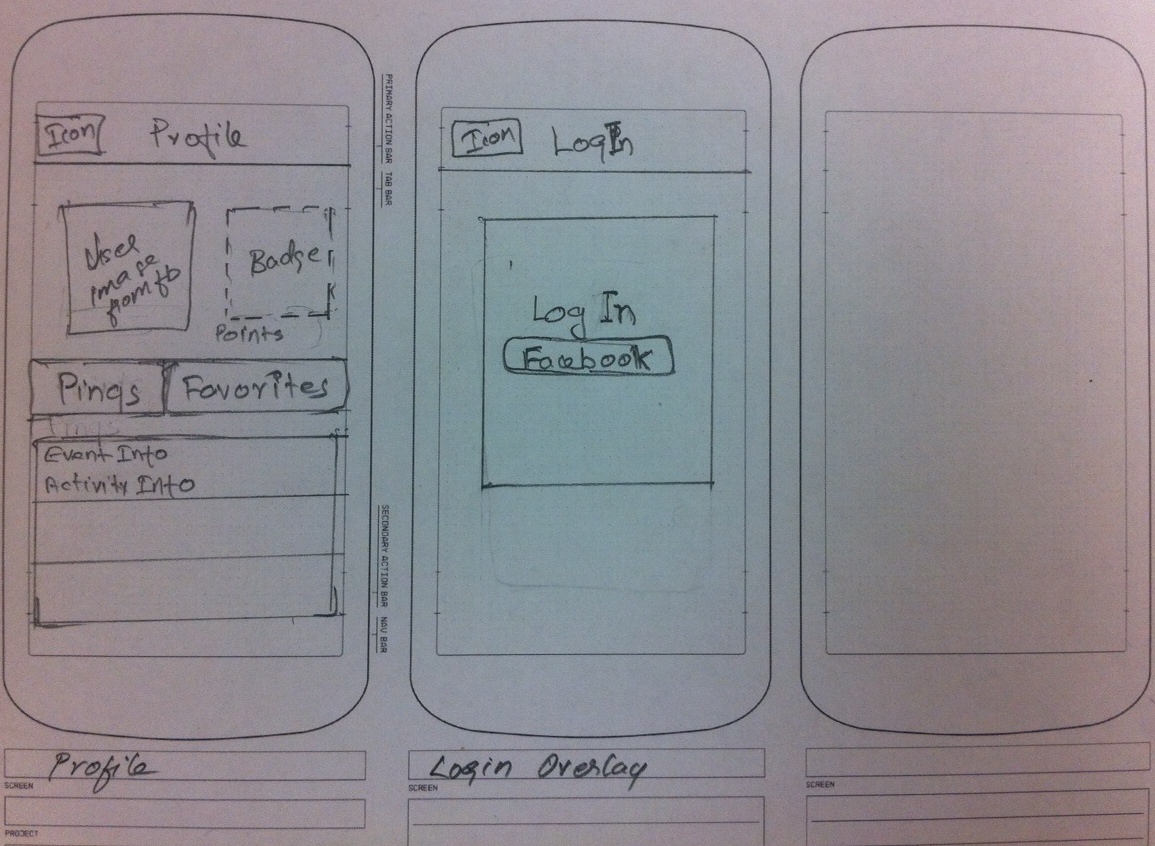 Icon Profile
User
image
from fb
Badge
Points
Pings Favorites
Pings
Event Info
Activity Info
Profile
SCREEN
PROJECT
PRIMARY ACTION BAR TAB BAR
SECONDARY ACTION BAR NAV BAR
Icon LogIn
Log In
Facebook
Login Overlay
SCREEN
SCREEN